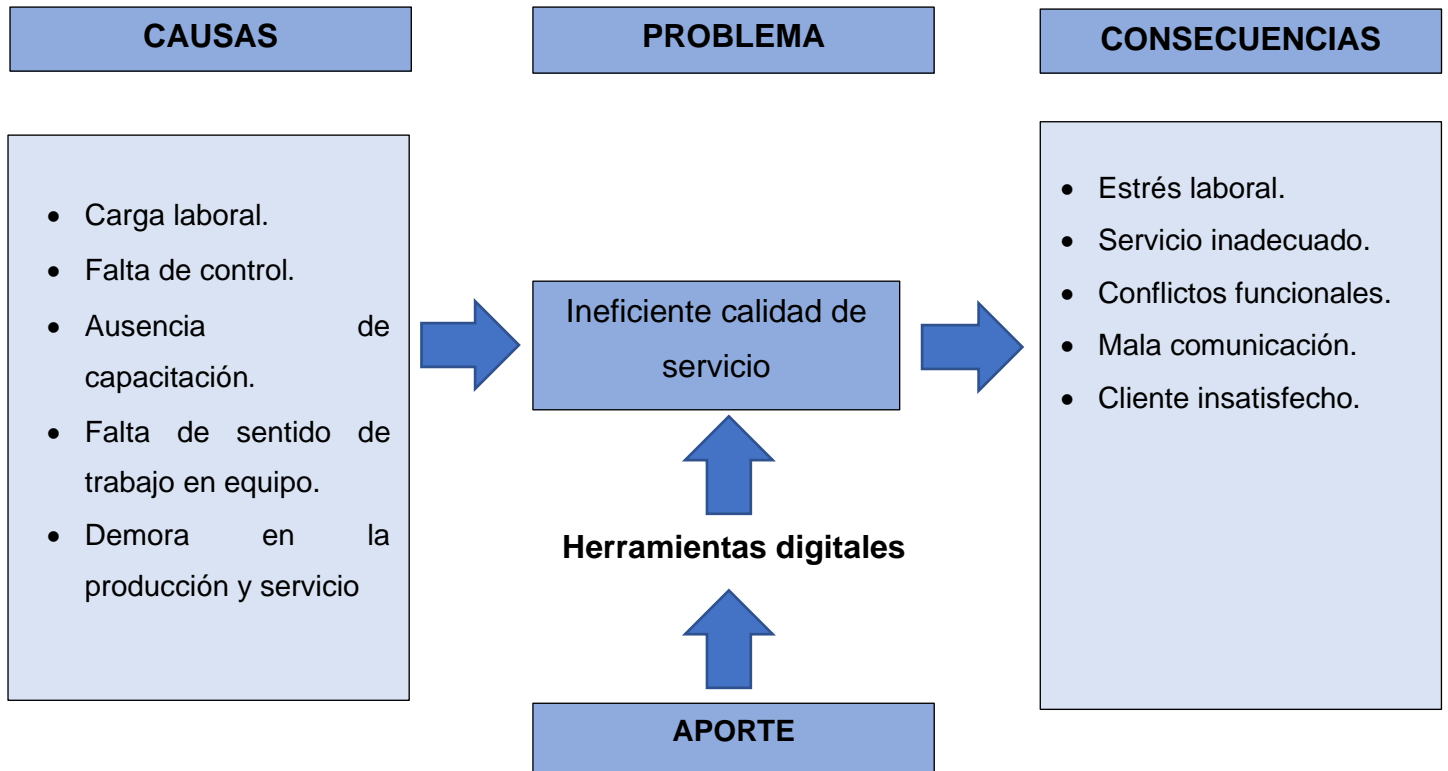 CAUSAS
PROBLEMA
CONSECUENCIAS
• Carga laboral.
• Falta de control.
• Ausencia de
capacitación.
• Falta de sentido de
trabajo en equipo.
• Demora en la
producción y servicio
Ineficiente calidad de
servicio
• Estrés laboral.
• Servicio inadecuado.
• Conflictos funcionales.
• Mala comunicación.
• Cliente insatisfecho.
Herramientas digitales
APORTE